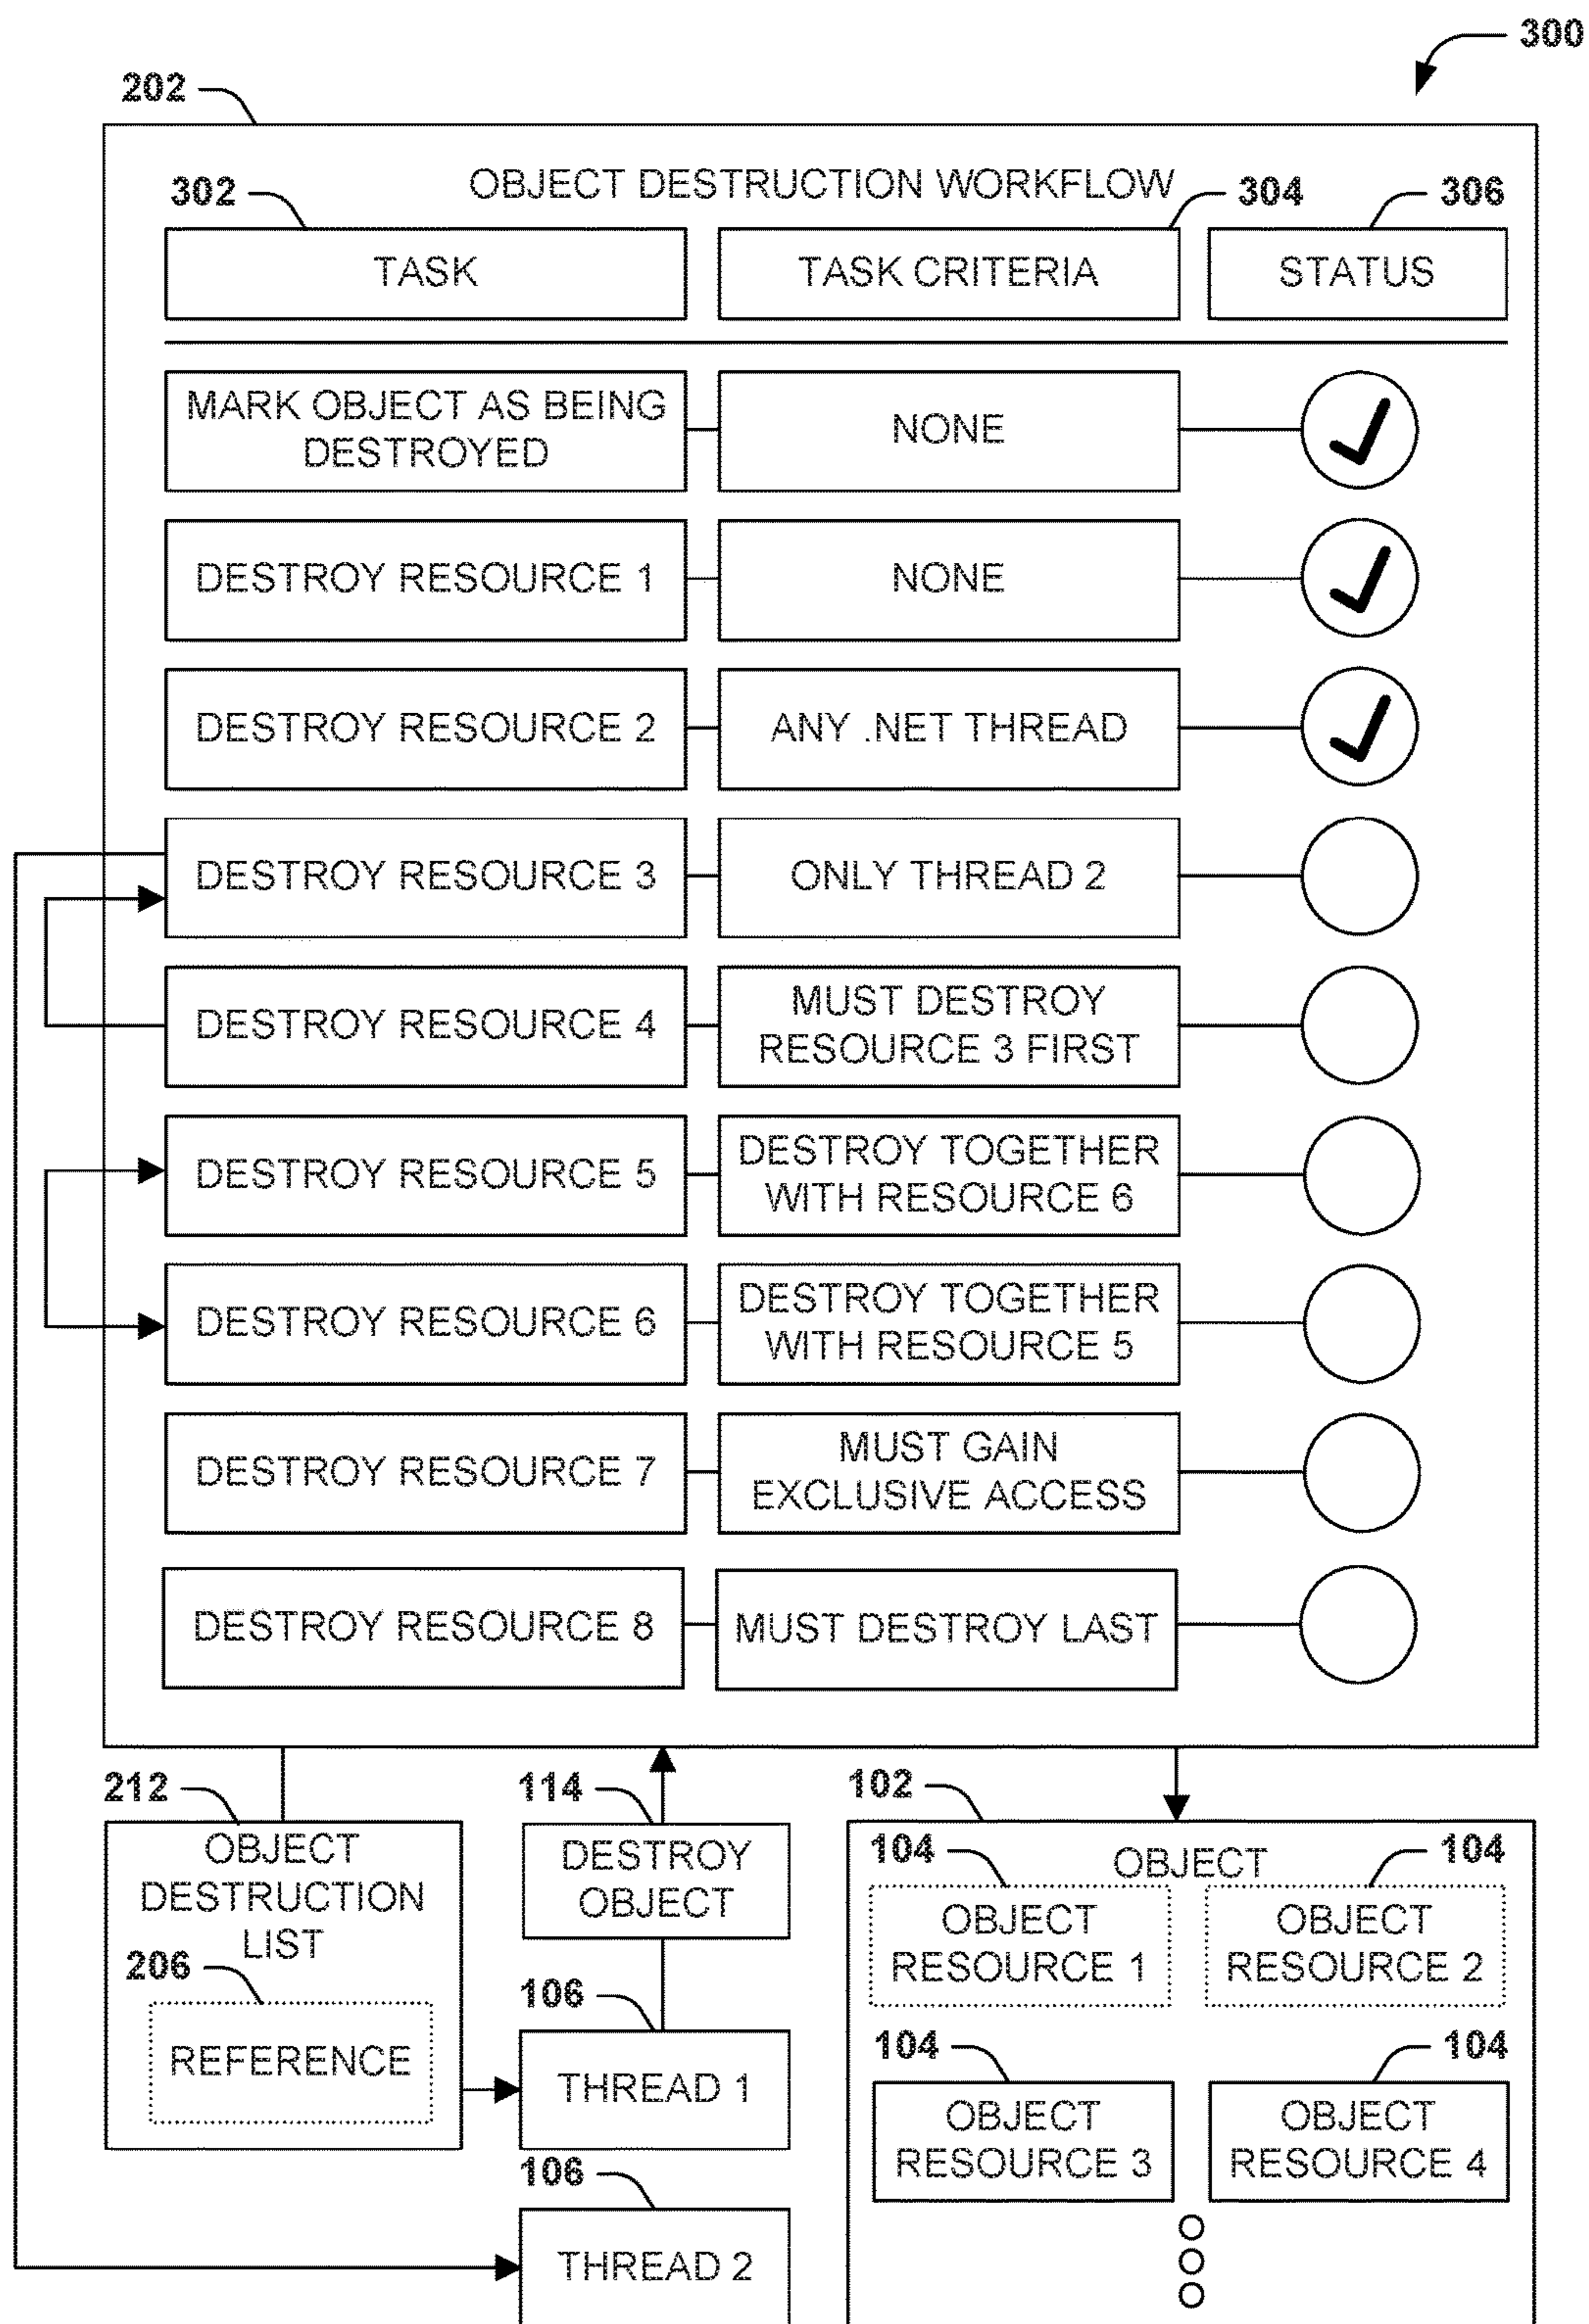 300
202
OBJECT DESTRUCTION WORKFLOW
302
304
306
TASK
TASK CRITERIA
STATUS
MARK OBJECT AS BEING
DESTROYED
NONE
DESTROY RESOURCE 1
NONE
DESTROY RESOURCE 2
ANY .NET THREAD
DESTROY RESOURCE 3
ONLY THREAD 2
DESTROY RESOURCE 4
MUST DESTROY
RESOURCE 3 FIRST
DESTROY RESOURCE 5
DESTROY TOGETHER
WITH RESOURCE 6
DESTROY RESOURCE 6
DESTROY TOGETHER
WITH RESOURCE 5
DESTROY RESOURCE 7
MUST GAIN
EXCLUSIVE ACCESS
DESTROY RESOURCE 8
MUST DESTROY LAST
212
OBJECT
DESTRUCTION
LIST
206
REFERENCE
114
DESTROY
OBJECT
106
THREAD 1
106
THREAD 2
102
OBJECT
104
OBJECT
RESOURCE 1
104
OBJECT
RESOURCE 2
104
OBJECT
RESOURCE 3
104
OBJECT
RESOURCE 4